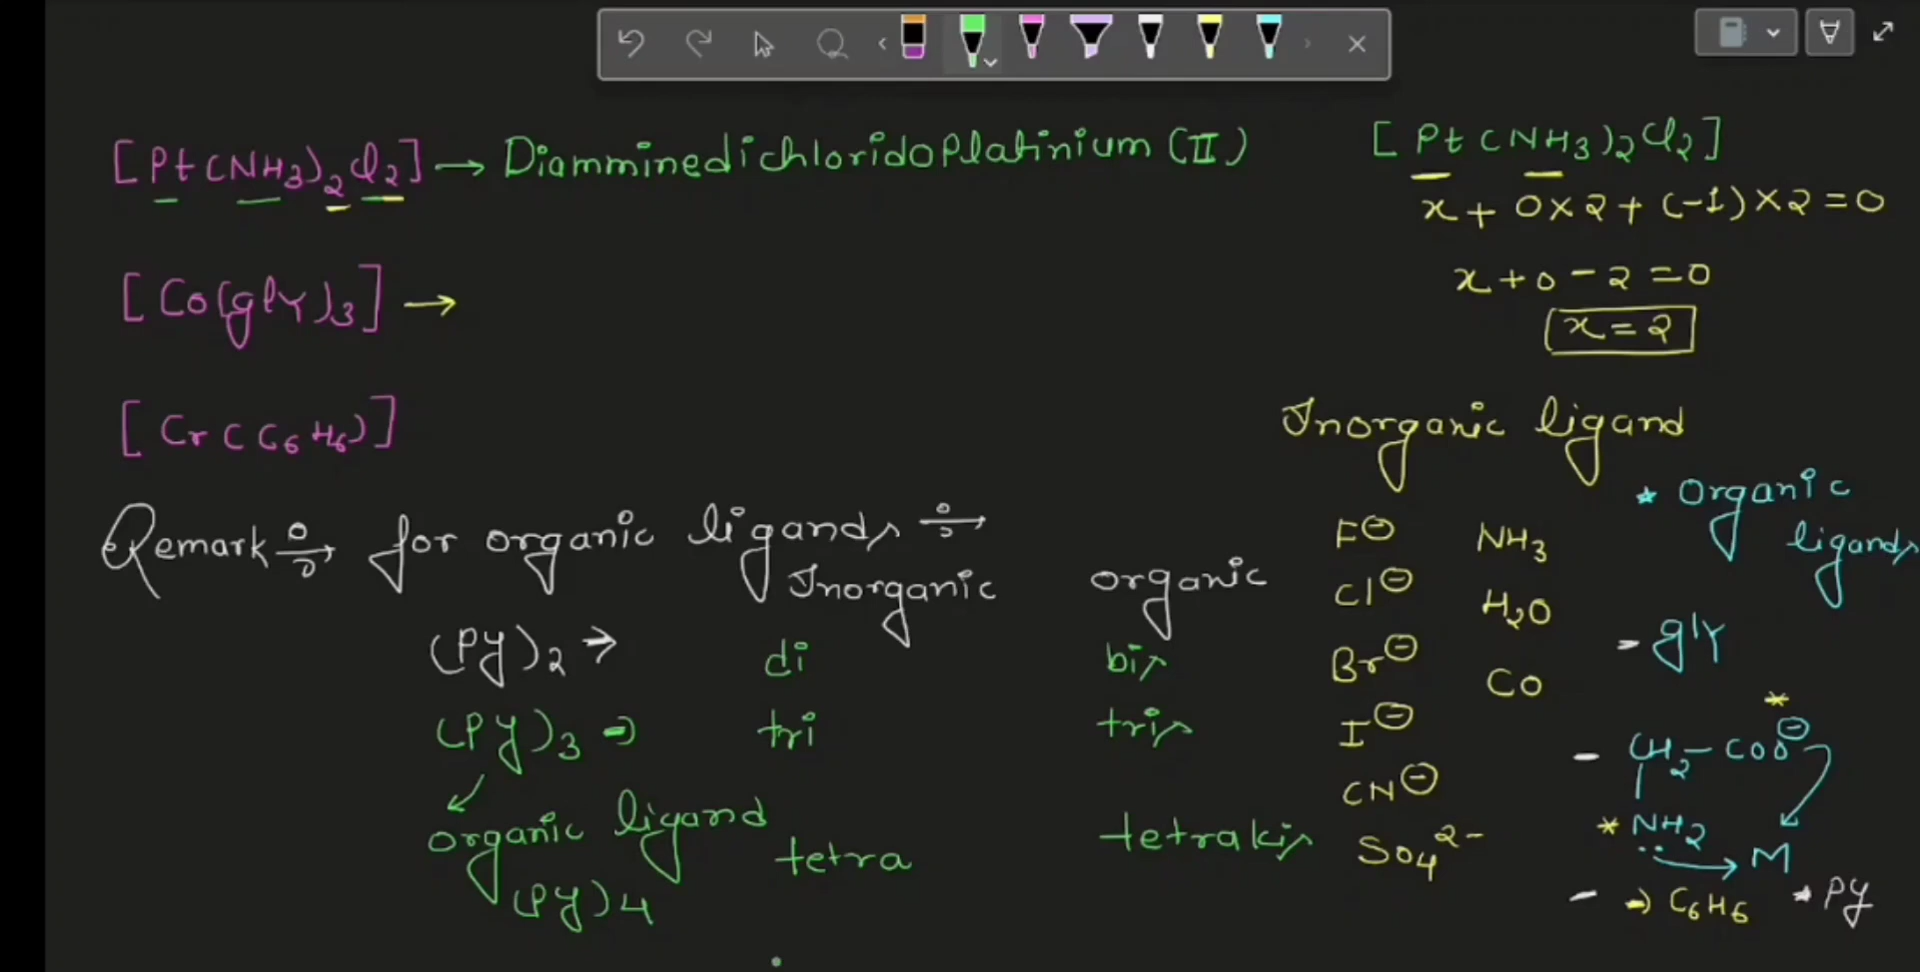 [Pt(NH3)2Cl2] → DiamminedichloridoPlatinium (II)
[Pt(NH3)2Cl2]
x + 0×2 + (-1)×2 = 0
x + 0 - 2 = 0
x = 2
[Co(gly)3] →
[Cr(C6H6)]
Remark ÷→ for organic ligands ÷→
Inorganic organic
(Py)2 → di bis
(Py)3 → tri tris
organic ligand
tetra tetrakis
(Py)4
Inorganic ligand
F⊖ NH3
Cl⊖ H2O
Br⊖ CO
I⊖
CN⊖
SO4 2-
* Organic
ligands
- gly
*
- CH2 - COO⊖
* NH2 → M
- → C6H6 * Py